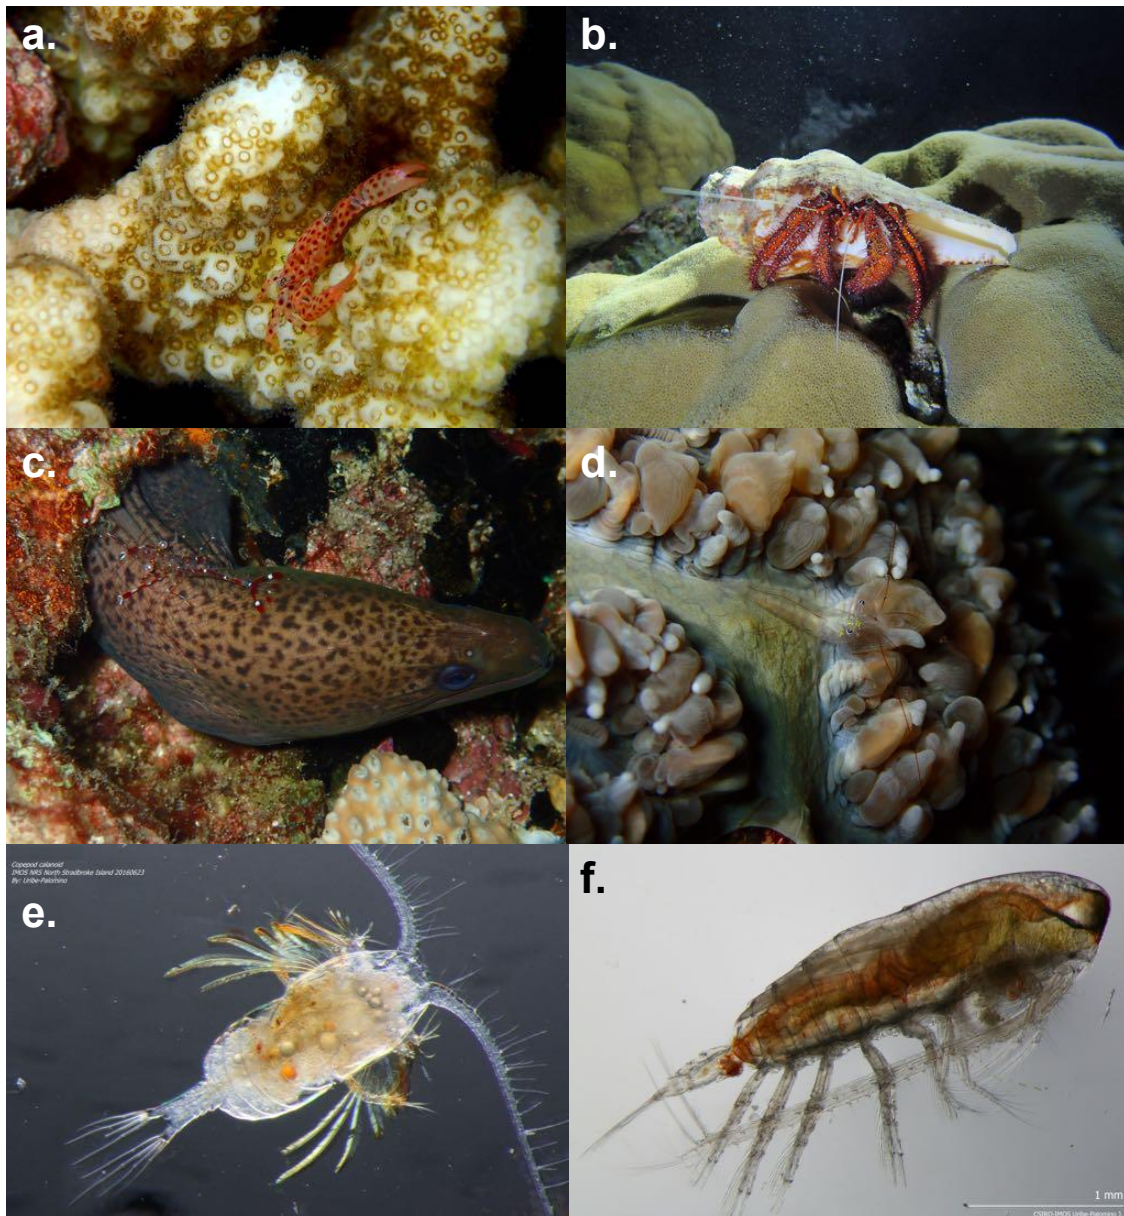 a.
b.
c.
d.
Copepod calanoid
IMOS NRS North Stradbroke Island 20160623
By: Uribe-Palomino
e.
f.
1 mm
CSIRO-IMOS Uribe-Palomino J.